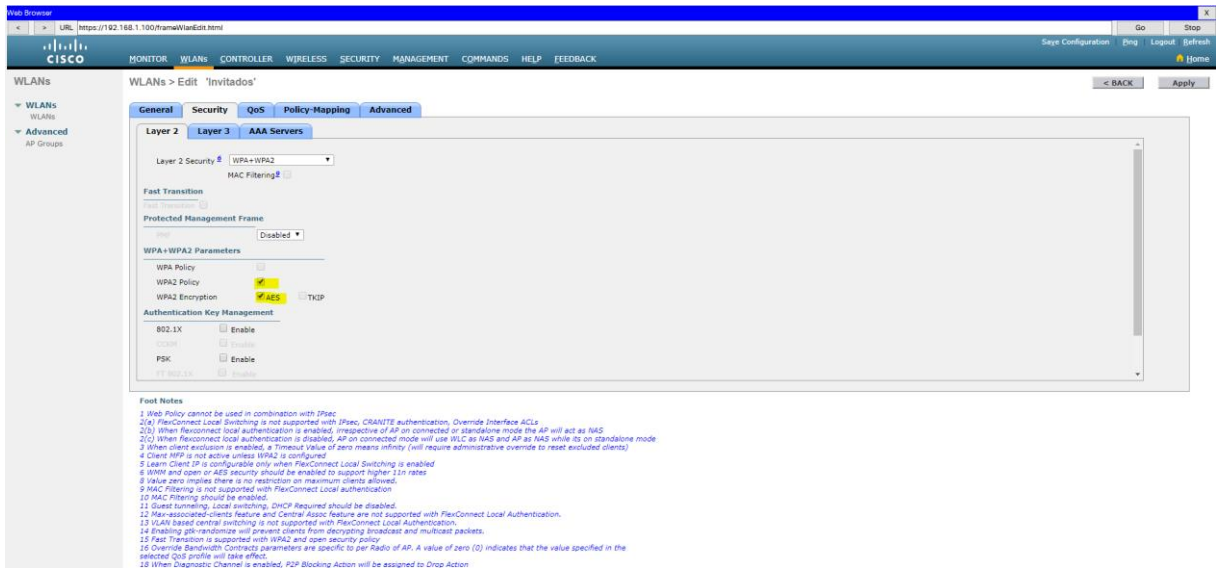 Web Browser X
< > URL https://192.168.1.100/frameWlanEdit.html Go Stop
Save Configuration Ping Logout Refresh
CISCO MONITOR WLANs CONTROLLER WIRELESS SECURITY MANAGEMENT COMMANDS HELP FEEDBACK Home
WLANs WLANs > Edit 'Invitados' < BACK Apply
WLANs
WLANs
Advanced
AP Groups
General Security QoS Policy-Mapping Advanced
Layer 2 Layer 3 AAA Servers
Layer 2 Security 6 WPA+WPA2
MAC Filtering 9
Fast Transition
Fast Transition
Protected Management Frame
PMF Disabled
WPA+WPA2 Parameters
WPA Policy
WPA2 Policy
WPA2 Encryption AES TKIP
Authentication Key Management
802.1X Enable
CCKM Enable
PSK Enable
FT 802.1X Enable
Foot Notes
1 Web Policy cannot be used in combination with IPsec
2(a) FlexConnect Local Switching is not supported with IPsec, CRANITE authentication, Override Interface ACLs
2(b) When flexconnect local authentication is enabled, irrespective of AP on connected or standalone mode the AP will act as NAS
2(c) When flexconnect local authentication is disabled, AP on connected mode will use WLC as NAS and AP as NAS while its on standalone mode
3 When client exclusion is enabled, a Timeout Value of zero means infinity (will require administrative override to reset excluded clients)
4 Client MFP is not active unless WPA2 is configured
5 Learn Client IP is configurable only when FlexConnect Local Switching is enabled
6 WMM and open or AES security should be enabled to support higher 11n rates
8 Value zero implies there is no restriction on maximum clients allowed.
9 MAC Filtering is not supported with FlexConnect Local authentication
10 MAC Filtering should be enabled.
11 Guest tunneling, Local switching, DHCP Required should be disabled.
12 Max-associated-clients feature and Central Assoc feature are not supported with FlexConnect Local Authentication.
13 VLAN based central switching is not supported with FlexConnect Local Authentication.
14 Enabling gtk-randomize will prevent clients from decrypting broadcast and multicast packets.
15 Fast Transition is supported with WPA2 and open security policy
16 Override Bandwidth Contracts parameters are specific to per Radio of AP. A value of zero (0) indicates that the value specified in the
selected QoS profile will take effect.
18 When Diagnostic Channel is enabled, P2P Blocking Action will be assigned to Drop Action